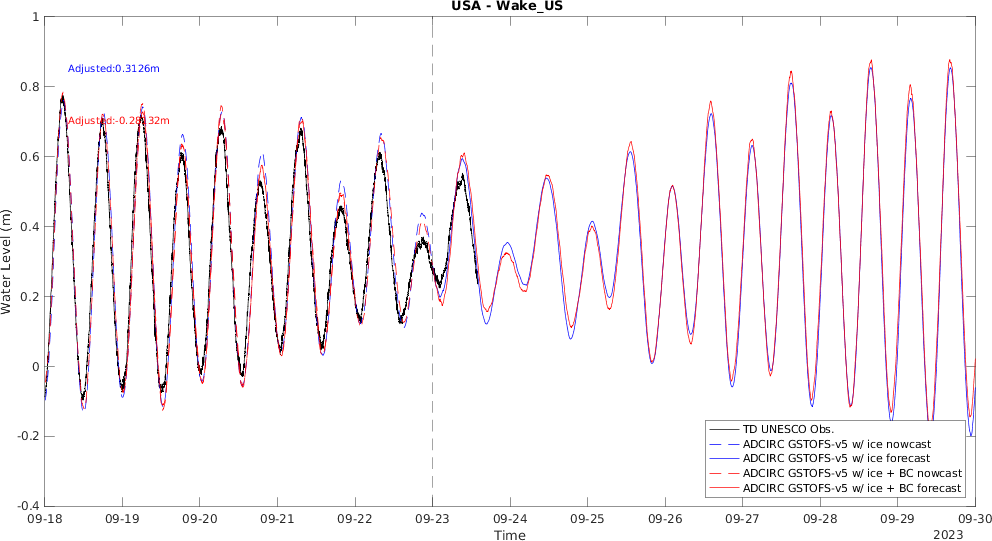 USA - Wake_US
Adjusted:0.3126m
Water Level (m)
1
0.8
0.6
0.4
0.2
0
-0.2
-0.4
TD UNESCO Obs.
ADCIRC GSTOFS-v5 w/ ice nowcast
ADCIRC GSTOFS-v5 w/ ice forecast
ADCIRC GSTOFS-v5 w/ ice + BC nowcast
ADCIRC GSTOFS-v5 w/ ice + BC forecast
09-18 09-19 09-20 09-21 09-22 09-23 09-24 09-25 09-26 09-27 09-28 09-29 09-30
Time
2023